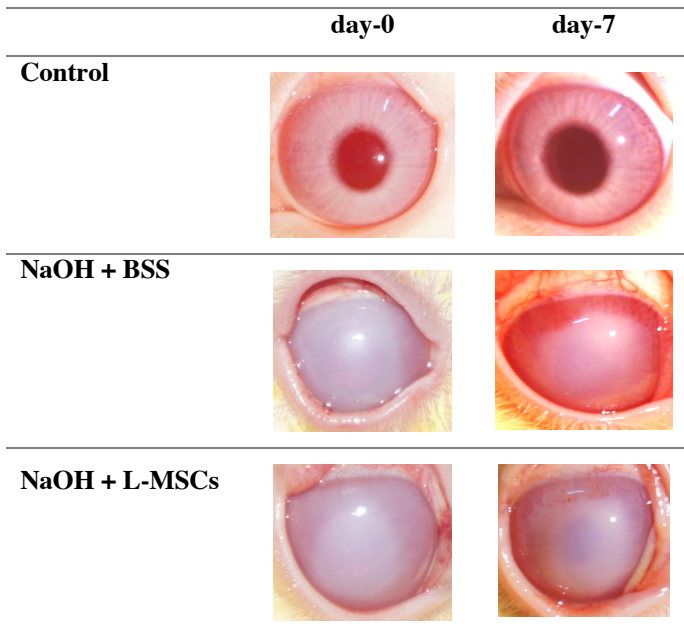 day-0 day-7
Control
NaOH + BSS
NaOH + L-MSCs